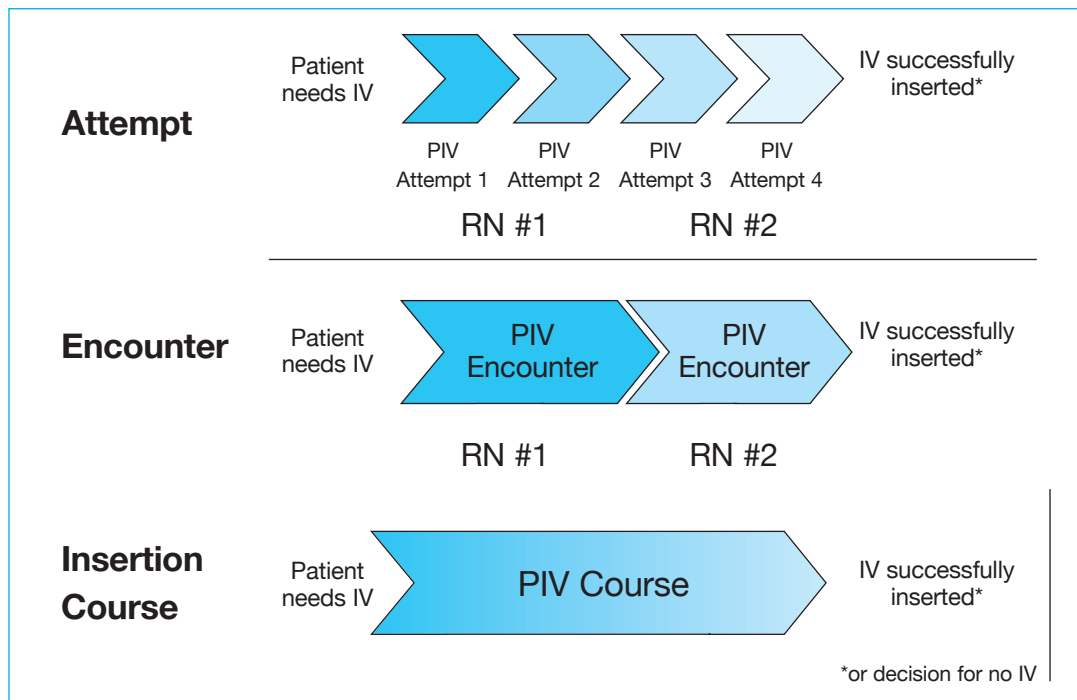 Attempt
Patient
needs IV
IV successfully
inserted*
PIV
Attempt 1
PIV
Attempt 2
PIV
Attempt 3
PIV
Attempt 4
RN #1
RN #2
Encounter
Patient
needs IV
PIV
Encounter
PIV
Encounter
IV successfully
inserted*
RN #1
RN #2
Insertion
Course
Patient
needs IV
PIV Course
IV successfully
inserted*
*or decision for no IV